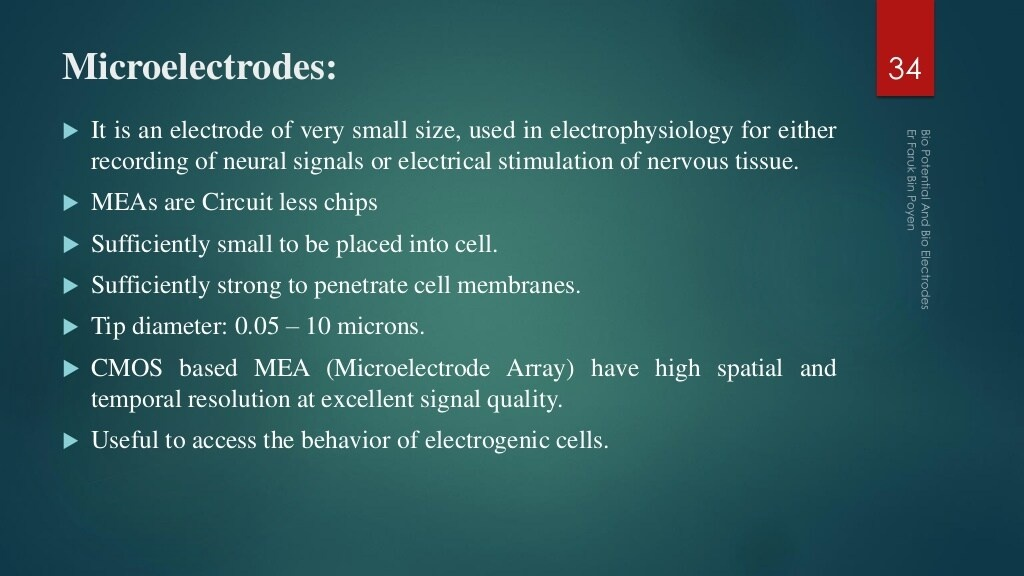 Microelectrodes:
34
It is an electrode of very small size, used in electrophysiology for either
recording of neural signals or electrical stimulation of nervous tissue.
MEAs are Circuit less chips
Sufficiently small to be placed into cell.
Sufficiently strong to penetrate cell membranes.
Tip diameter: 0.05 – 10 microns.
CMOS based MEA (Microelectrode Array) have high spatial and
temporal resolution at excellent signal quality.
Useful to access the behavior of electrogenic cells.
Bio Potential And Bio Electrodes
Er Faruk Bin Poyen